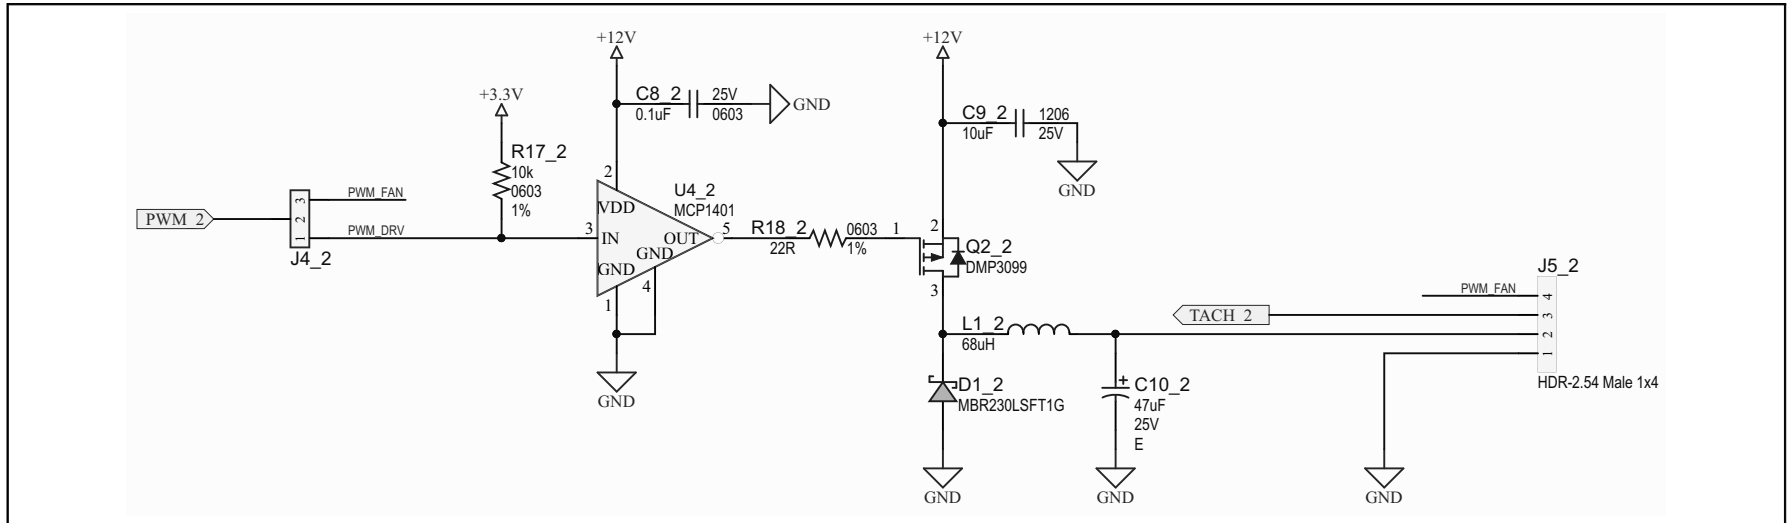 +12V
+12V
+3.3V
C8_2
0.1uF
25V
0603
GND
C9_2
10uF
1206
25V
GND
R17_2
10k
0603
1%
PWM_2
3
2
1
J4_2
PWM_FAN
PWM_DRV
2
VDD
U4_2
MCP1401
3
IN
OUT
5
GND
GND
4
1
GND
R18_2
22R
0603
1%
1
2
Q2_2
DMP3099
3
L1_2
68uH
D1_2
MBR230LSFT1G
GND
C10_2
47uF
25V
E
GND
TACH_2
PWM_FAN
J5_2
4
3
2
1
HDR-2.54 Male 1x4
GND